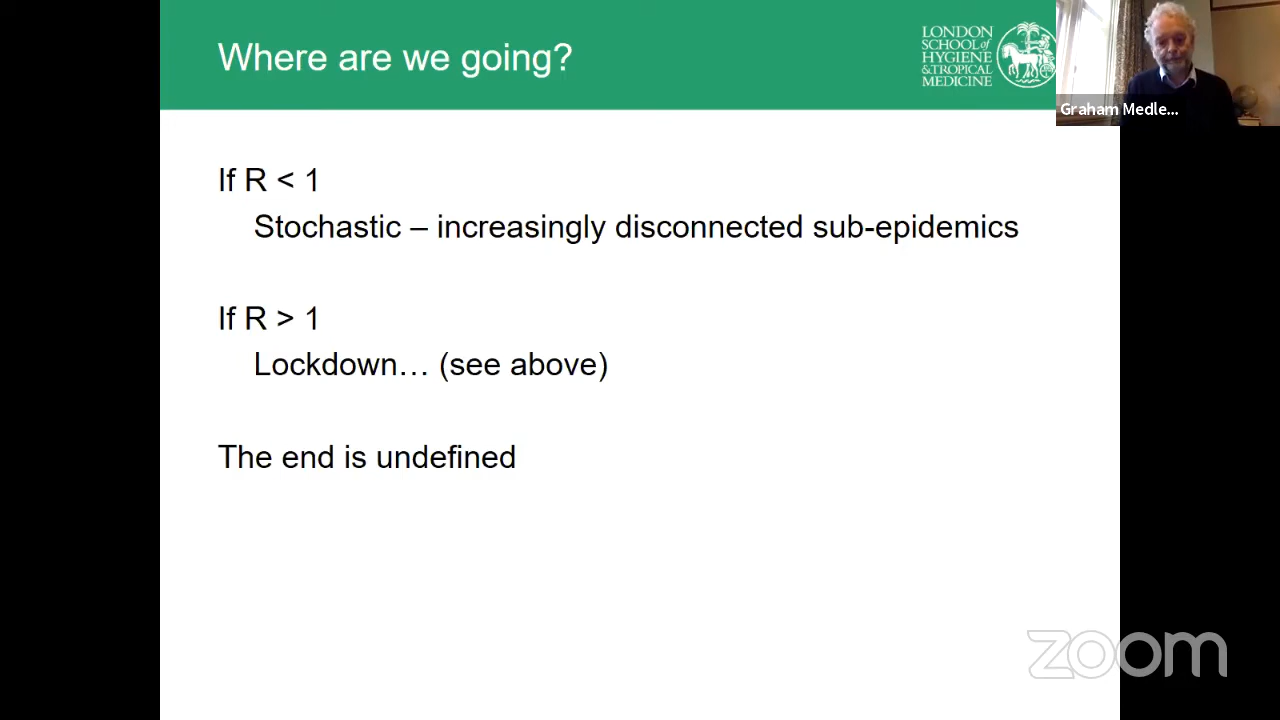 Where are we going?
LONDON
SCHOOL of
HYGIENE
& TROPICAL
MEDICINE
Graham Medle...
If R < 1
Stochastic – increasingly disconnected sub-epidemics
If R > 1
Lockdown… (see above)
The end is undefined
zoom